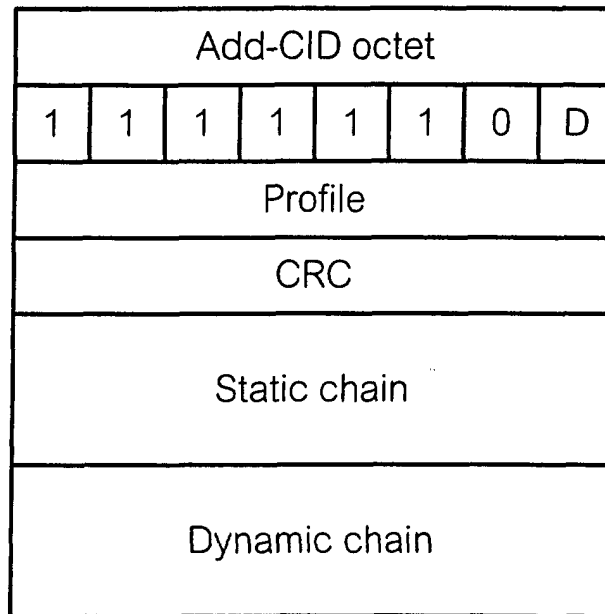 Add-CID octet
1 1 1 1 1 1 0 D
Profile
CRC
Static chain
Dynamic chain